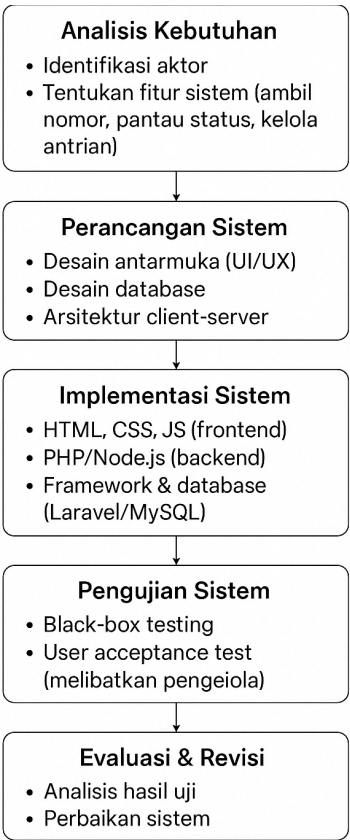 Analisis Kebutuhan
• Identifikasi aktor
• Tentukan fitur sistem (ambil
nomor, pantau status, kelola
antrian)
Perancangan Sistem
• Desain antarmuka (UI/UX)
• Desain database
• Arsitektur client-server
Implementasi Sistem
• HTML, CSS, JS (frontend)
• PHP/Node.js (backend)
• Framework & database
(Laravel/MySQL)
Pengujian Sistem
• Black-box testing
• User acceptance test
(melibatkan pengeiola)
Evaluasi & Revisi
• Analisis hasil uji
• Perbaikan sistem